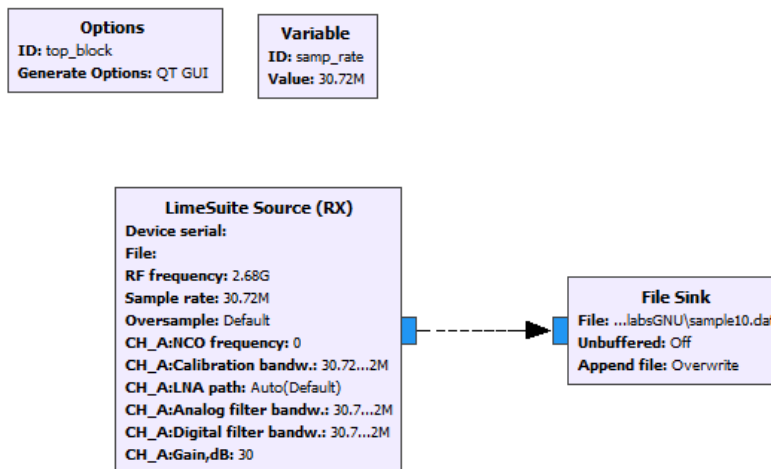 Options
ID: top_block
Generate Options: QT GUI
Variable
ID: samp_rate
Value: 30.72M
LimeSuite Source (RX)
Device serial:
File:
RF frequency: 2.68G
Sample rate: 30.72M
Oversample: Default
CH_A:NCO frequency: 0
CH_A:Calibration bandw.: 30.72...2M
CH_A:LNA path: Auto(Default)
CH_A:Analog filter bandw.: 30.7...2M
CH_A:Digital filter bandw.: 30.7...2M
CH_A:Gain,dB: 30
File Sink
File: ...labsGNU\sample10.dat
Unbuffered: Off
Append file: Overwrite